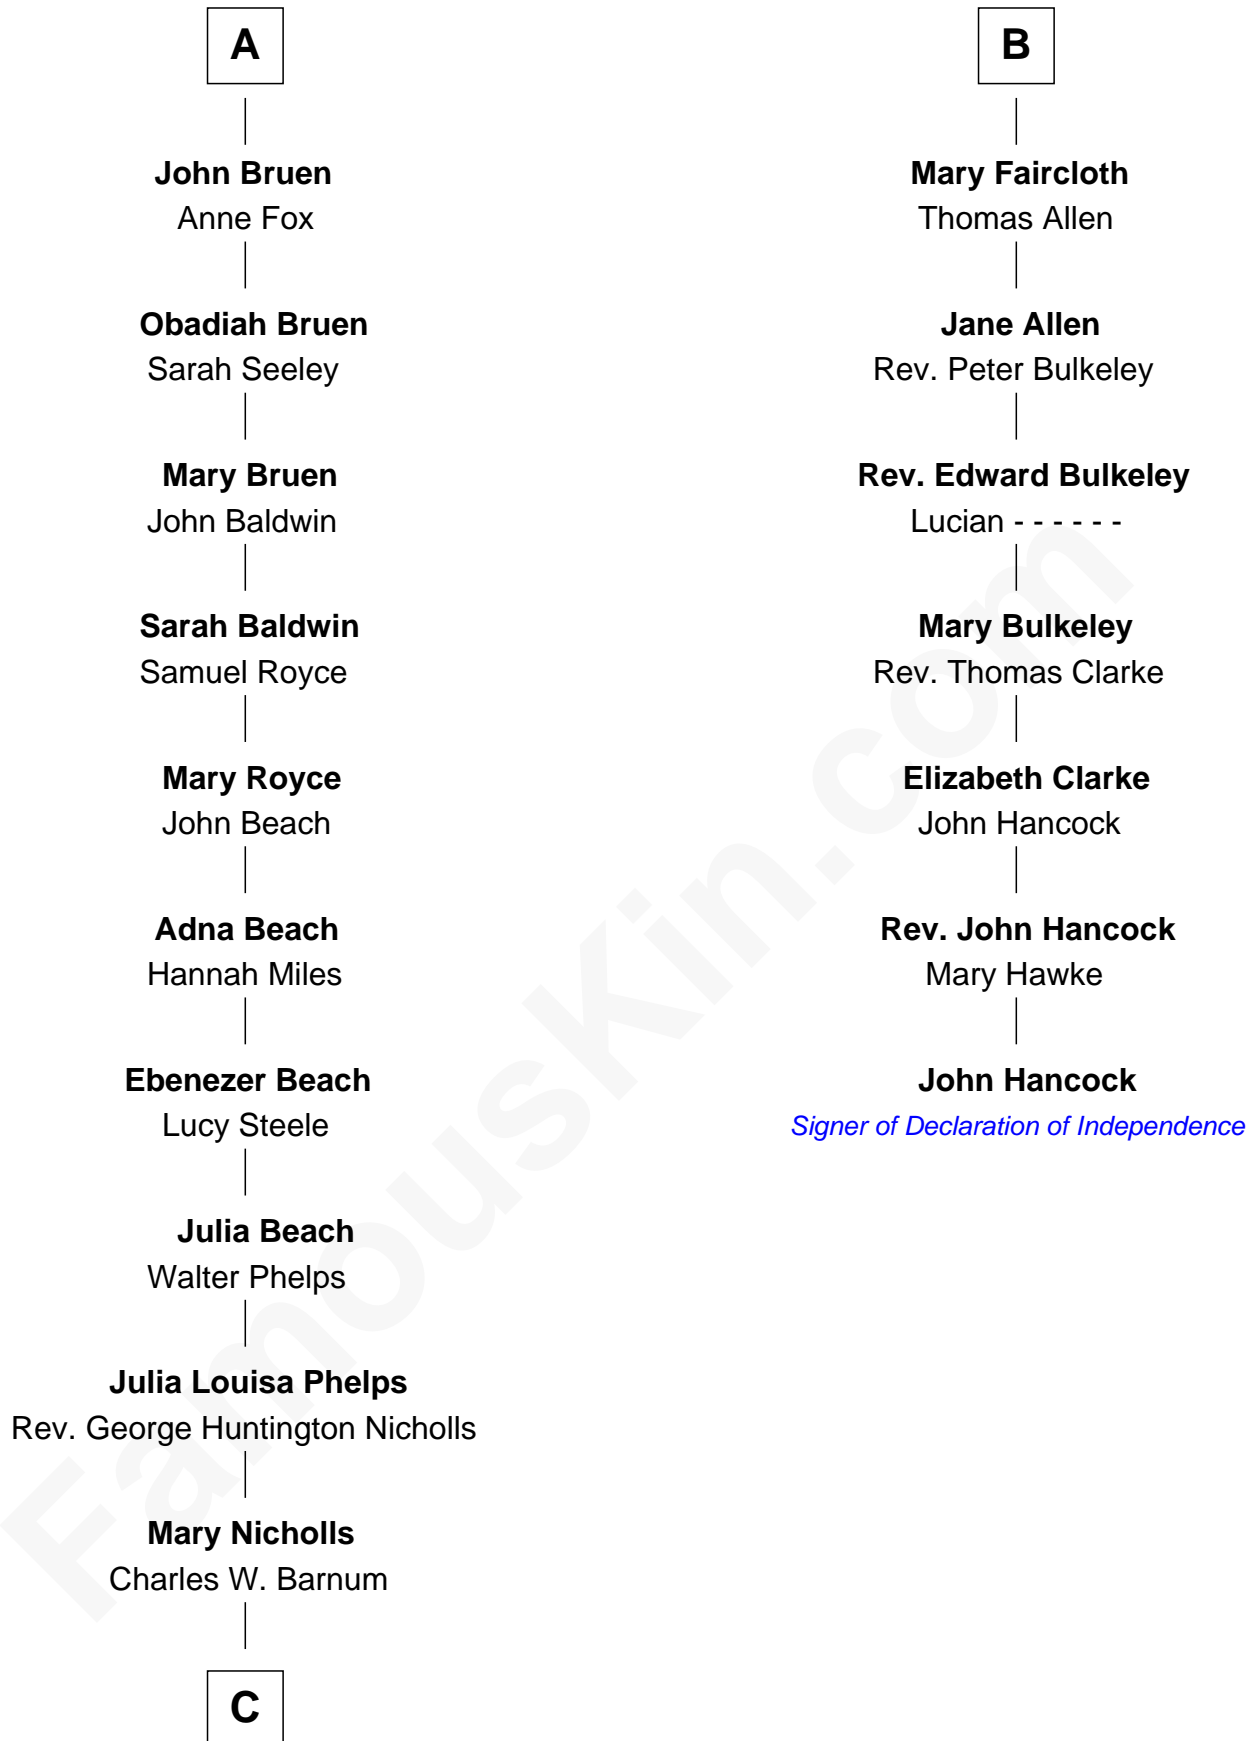 A
John Bruen
Anne Fox
Obadiah Bruen
Sarah Seeley
Mary Bruen
John Baldwin
Sarah Baldwin
Samuel Royce
Mary Royce
John Beach
Adna Beach
Hannah Miles
Ebenezer Beach
Lucy Steele
Julia Beach
Walter Phelps
Julia Louisa Phelps
Rev. George Huntington Nicholls
Mary Nicholls
Charles W. Barnum
C
B
Mary Faircloth
Thomas Allen
Jane Allen
Rev. Peter Bulkeley
Rev. Edward Bulkeley
Lucian - - - - - -
Mary Bulkeley
Rev. Thomas Clarke
Elizabeth Clarke
John Hancock
Rev. John Hancock
Mary Hawke
John Hancock
Signer of Declaration of Independence
FamousKin.com